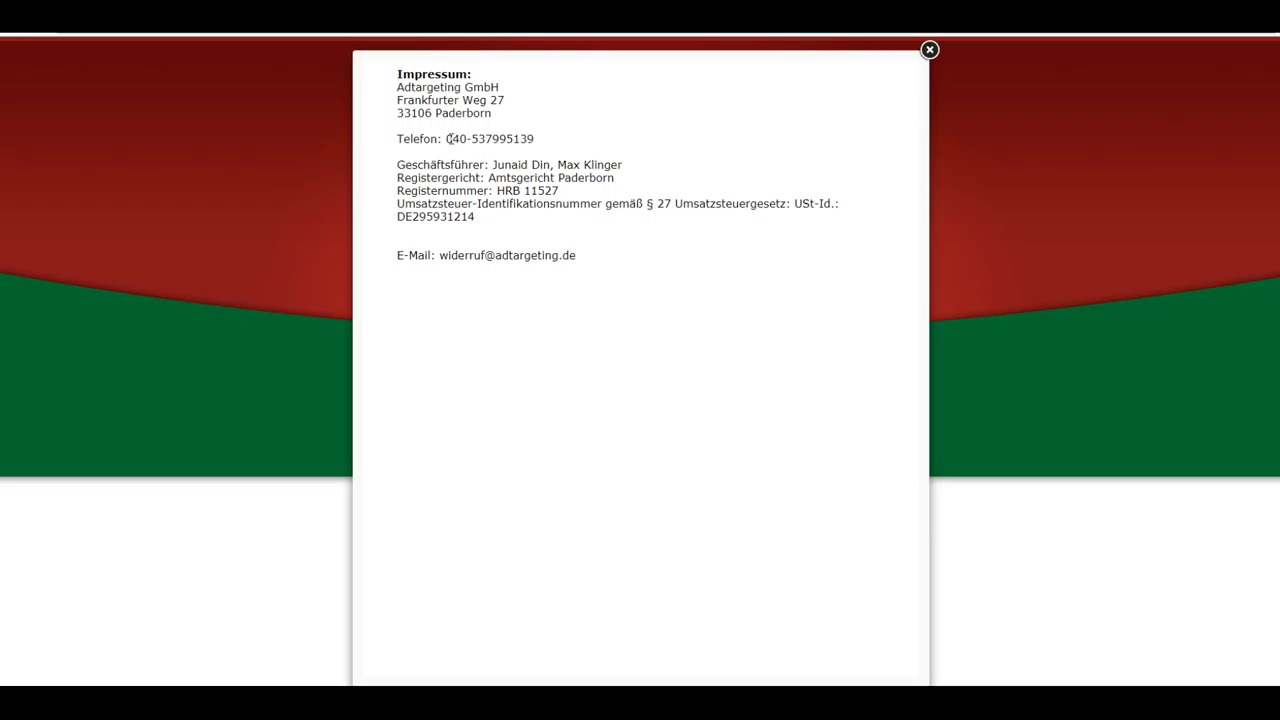 Impressum:
Adtargeting GmbH
Frankfurter Weg 27
33106 Paderborn
Telefon: 040-537995139
Geschäftsführer: Junaid Din, Max Klinger
Registergericht: Amtsgericht Paderborn
Registernummer: HRB 11527
Umsatzsteuer-Identifikationsnummer gemäß § 27 Umsatzsteuergesetz: USt-Id.:
DE295931214
E-Mail: widerruf@adtargeting.de